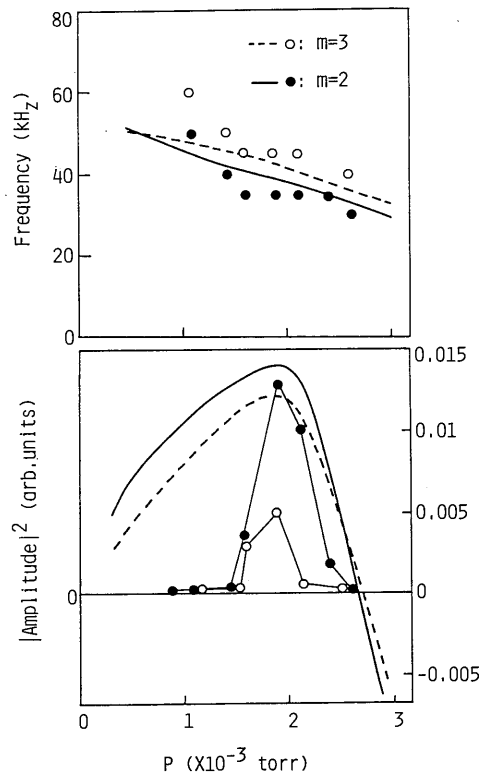 80
60
40
20
0
Frequency (kHz)
---○: m=3
—●: m=2
0.015
0.010
0.005
0
-0.005
0
|Amplitude|² (arb.units)
0 1 2 3
P (X10⁻³ torr)